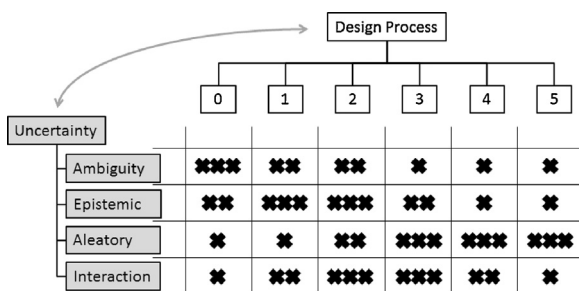 Design Process
0 1 2 3 4 5
Uncertainty
Ambiguity ✖✖✖ ✖✖ ✖✖ ✖ ✖ ✖
Epistemic ✖✖ ✖✖✖ ✖✖✖ ✖✖ ✖ ✖
Aleatory ✖ ✖ ✖✖ ✖✖✖ ✖✖✖ ✖✖✖
Interaction ✖ ✖✖ ✖✖✖ ✖✖✖ ✖✖ ✖